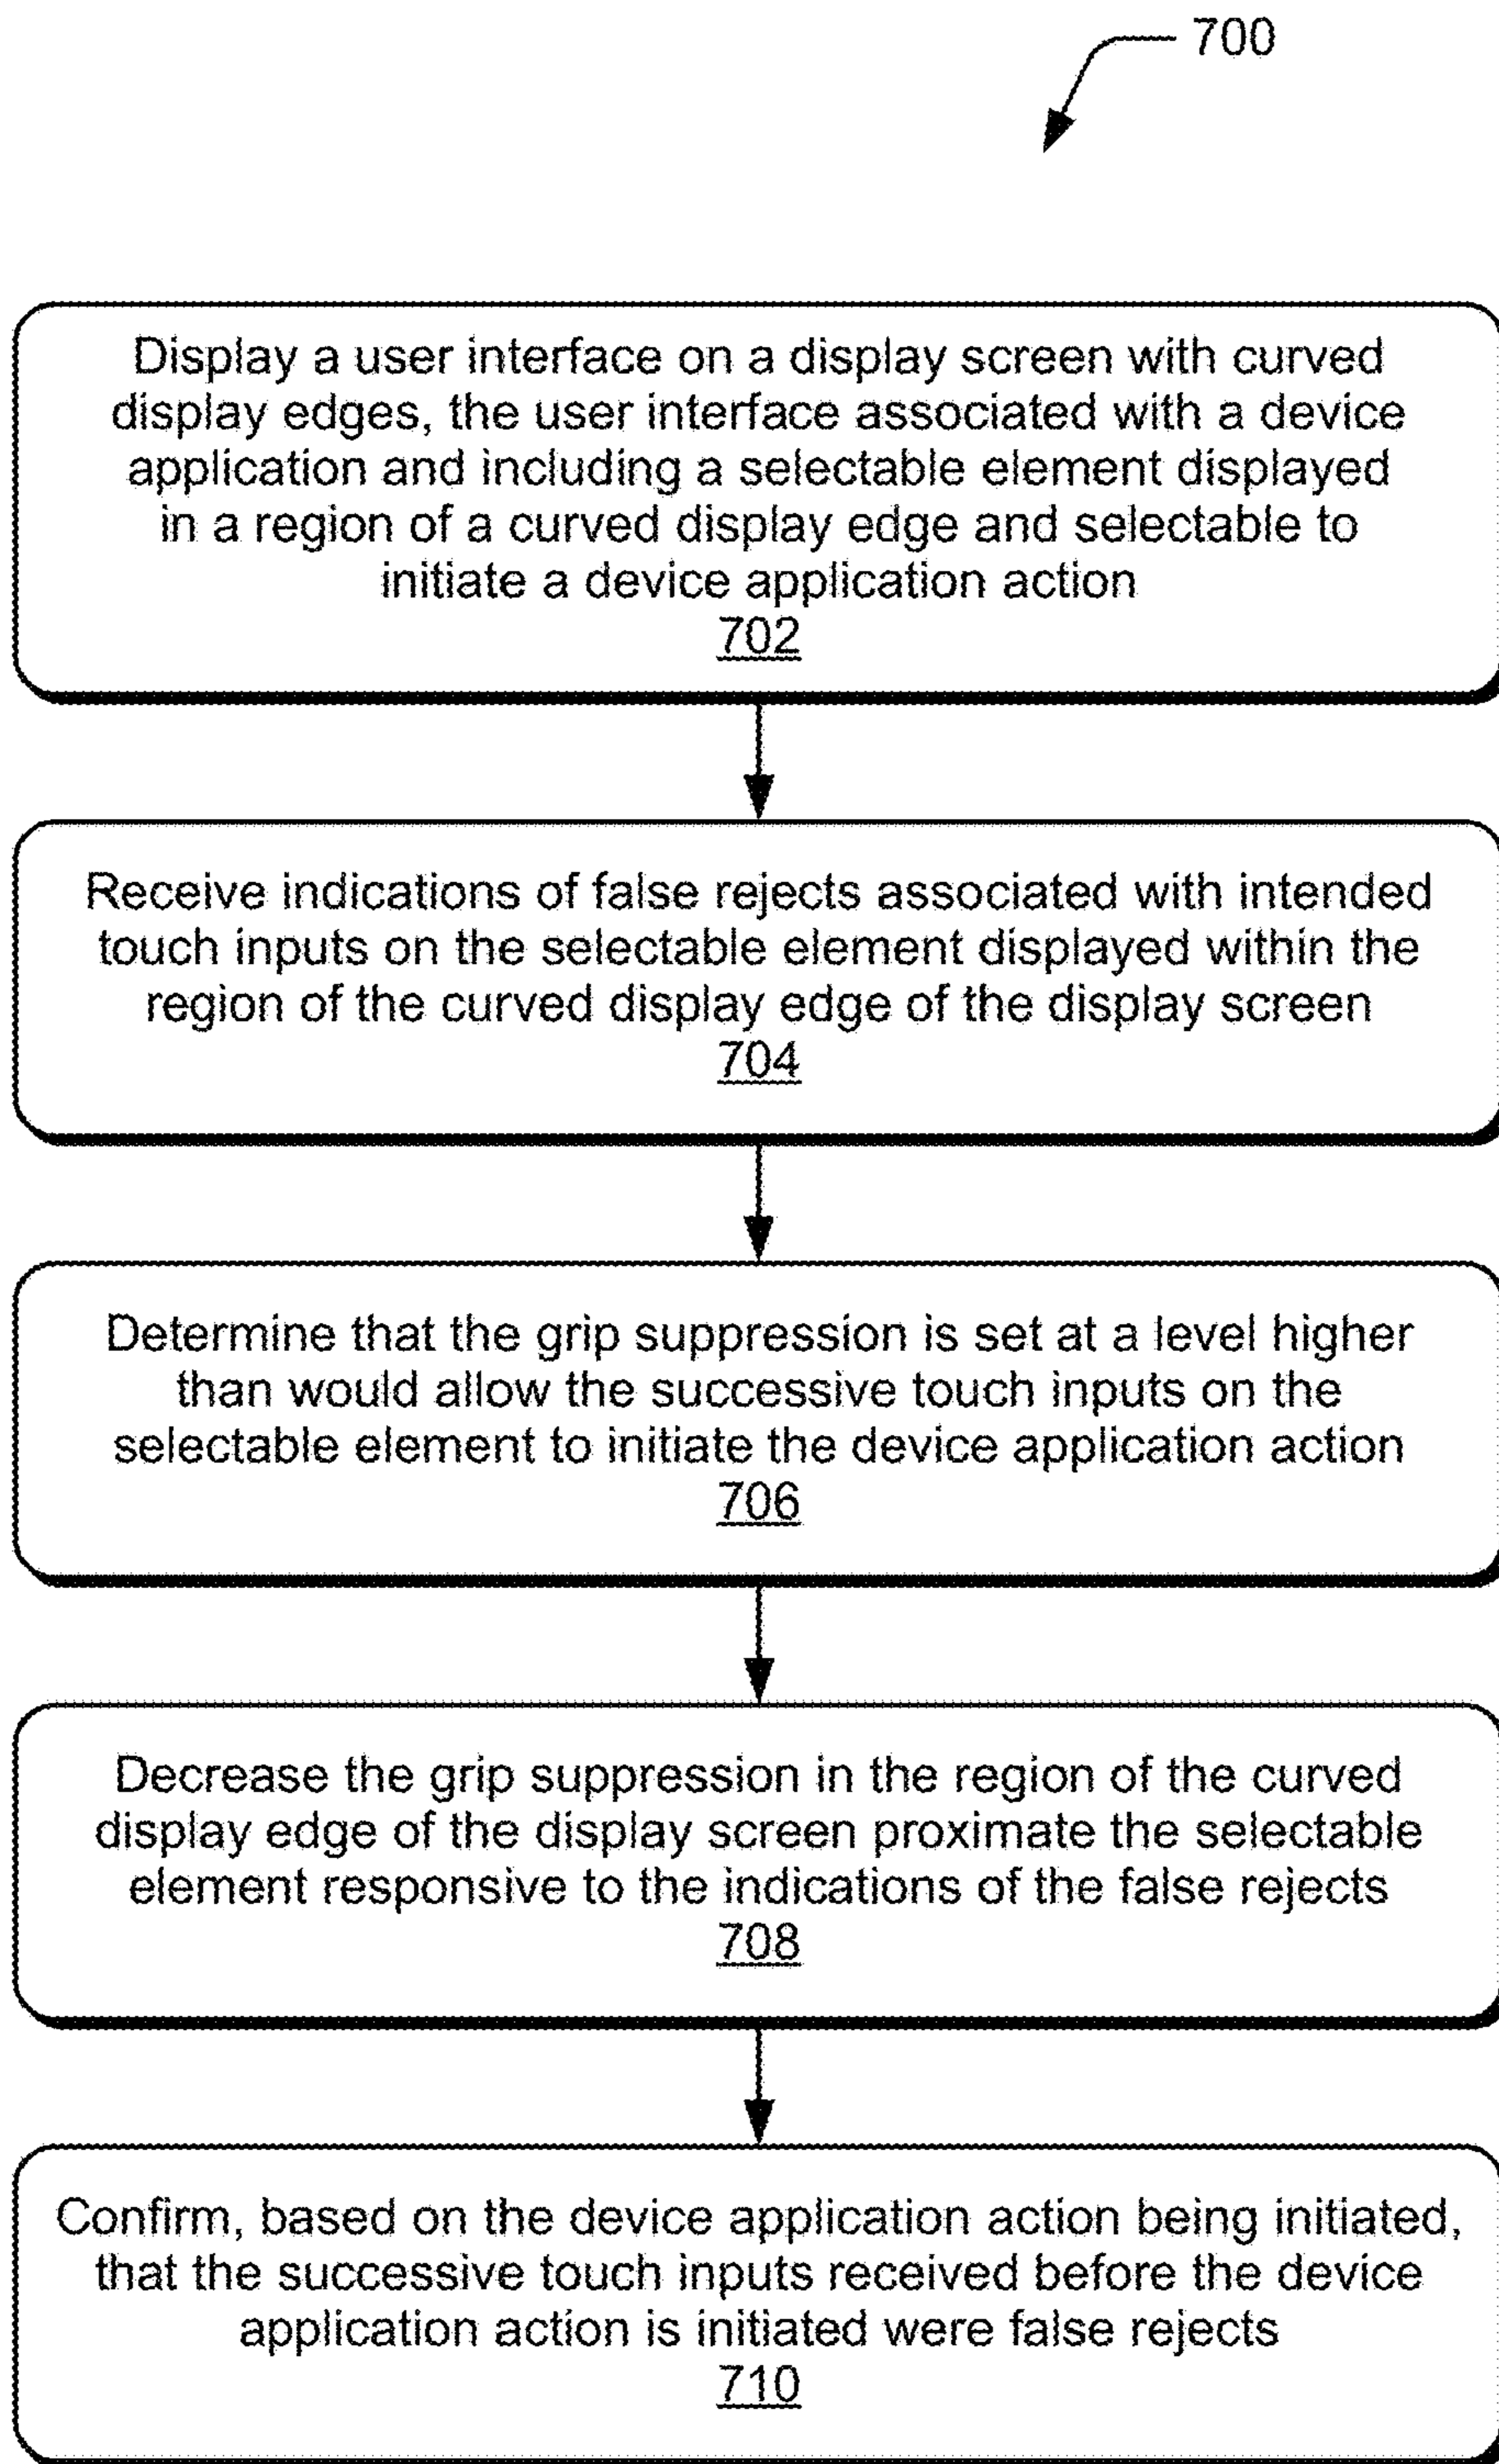 700
Display a user interface on a display screen with curved
display edges, the user interface associated with a device
application and including a selectable element displayed
in a region of a curved display edge and selectable to
initiate a device application action
702
Receive indications of false rejects associated with intended
touch inputs on the selectable element displayed within the
region of the curved display edge of the display screen
704
Determine that the grip suppression is set at a level higher
than would allow the successive touch inputs on the
selectable element to initiate the device application action
706
Decrease the grip suppression in the region of the curved
display edge of the display screen proximate the selectable
element responsive to the indications of the false rejects
708
Confirm, based on the device application action being initiated,
that the successive touch inputs received before the device
application action is initiated were false rejects
710